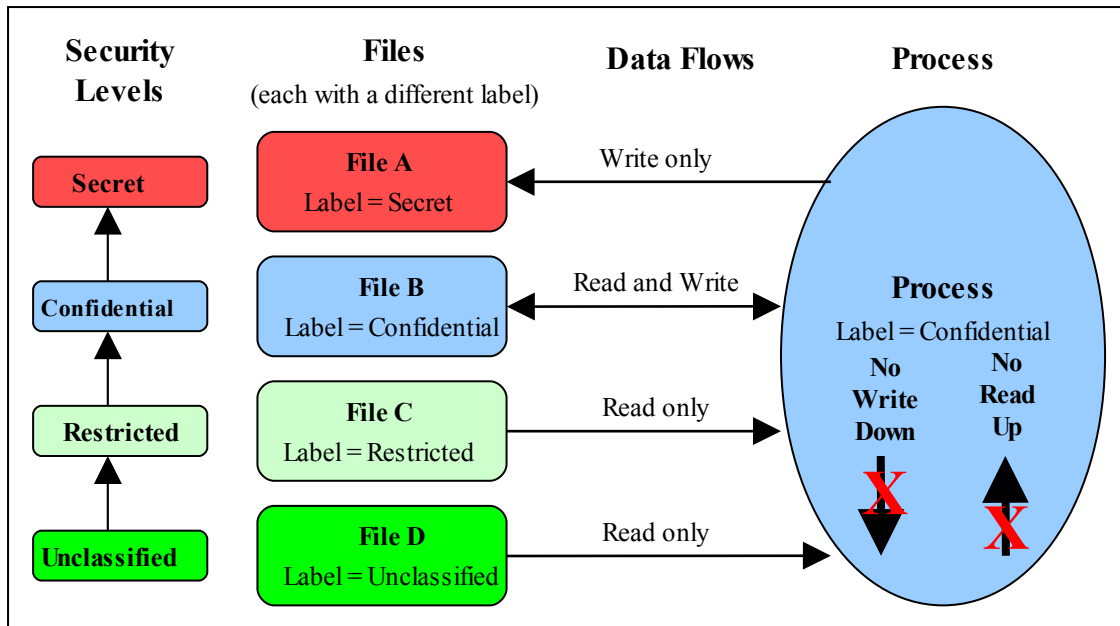 Security
Levels
Files
(each with a different label)
Data Flows
Process
Secret
Confidential
Restricted
Unclassified
File A
Label = Secret
File B
Label = Confidential
File C
Label = Restricted
File D
Label = Unclassified
Write only
Read and Write
Read only
Read only
Process
Label = Confidential
No
Write
Down
X
No
Read
Up
X